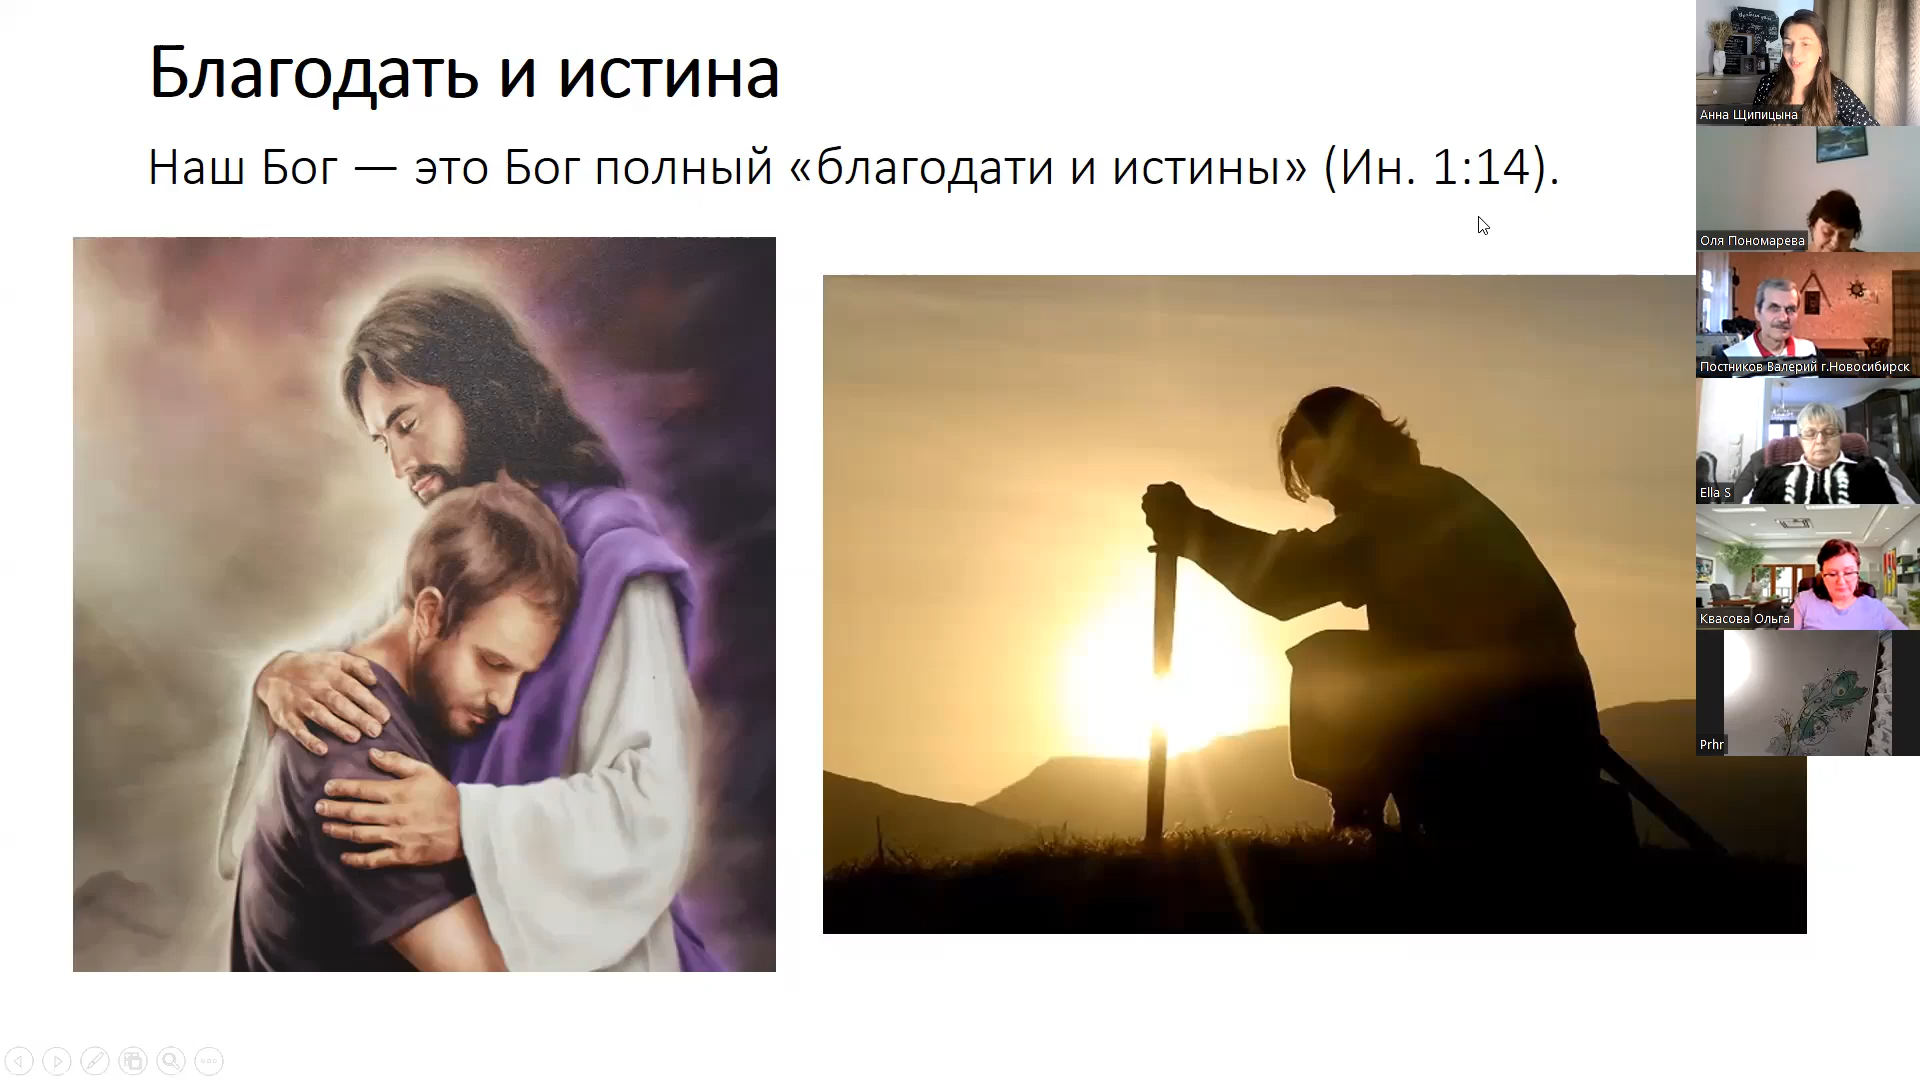 Благодать и истина
Наш Бог — это Бог полный «благодати и истины» (Ин. 1:14).
Анна Щипицына
Оля Пономарева
Постников Валерий г.Новосибирск
Ella S
Квасова Ольга
Prhr